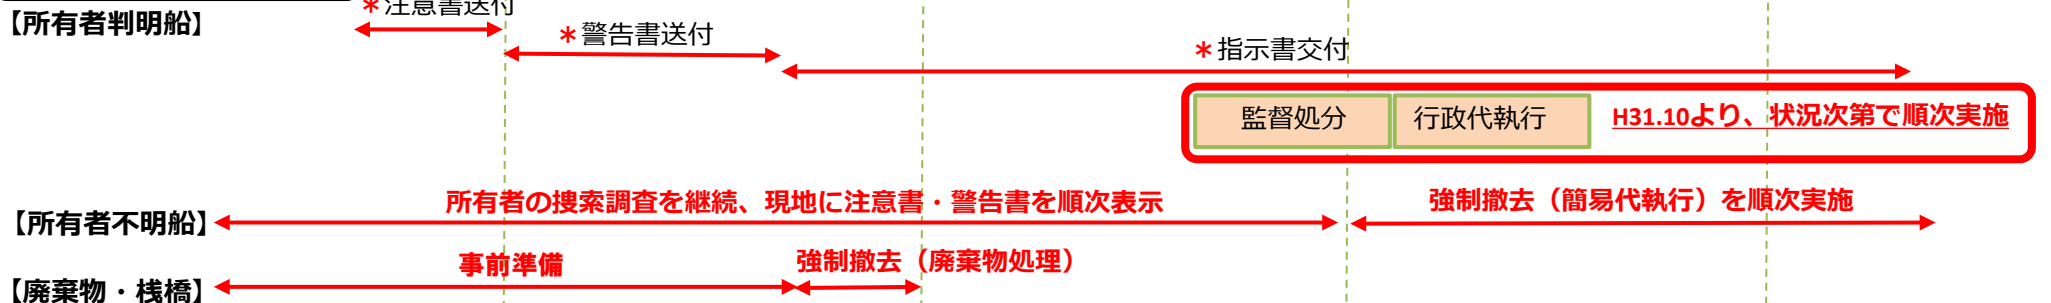 ＊注意書送付
【所有者判明船】
＊警告書送付
＊指示書交付
監督処分
行政代執行
H31.10より、状況次第で順次実施
所有者の捜索調査を継続、現地に注意書・警告書を順次表示
強制撤去（簡易代執行）を順次実施
【所有者不明船】
事前準備
強制撤去（廃棄物処理）
【廃棄物・桟橋】